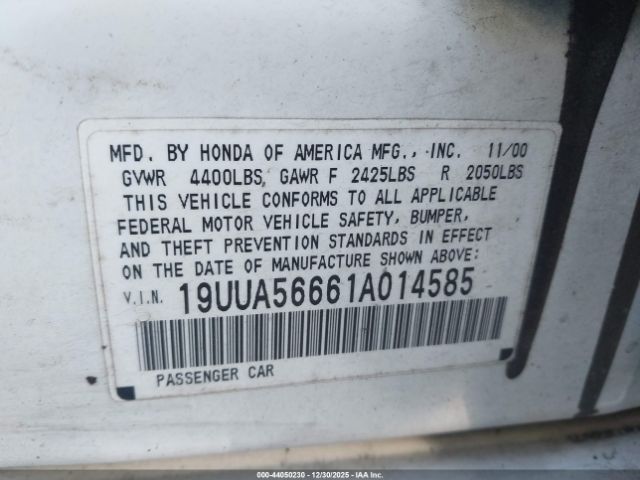 MFD. BY HONDA OF AMERICA MFG., INC. 11/00
GVWR 4400LBS, GAWR F 2425LBS R 2050LBS
THIS VEHICLE CONFORMS TO ALL APPLICABLE
FEDERAL MOTOR VEHICLE SAFETY, BUMPER,
AND THEFT PREVENTION STANDARDS IN EFFECT
ON THE DATE OF MANUFACTURE SHOWN ABOVE:
V.I.N. 19UUA56661A014585
PASSENGER CAR
000-44050230 - 12/30/2025 - IAA Inc.